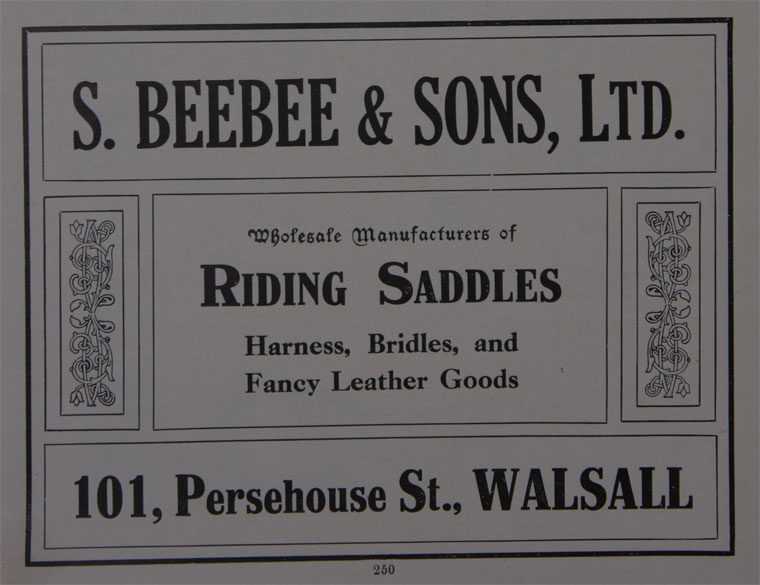 S. BEEBEE & SONS, LTD.
Wholesale Manufacturers of
RIDING SADDLES
Harness, Bridles, and
Fancy Leather Goods
101, Persehouse St., WALSALL
250